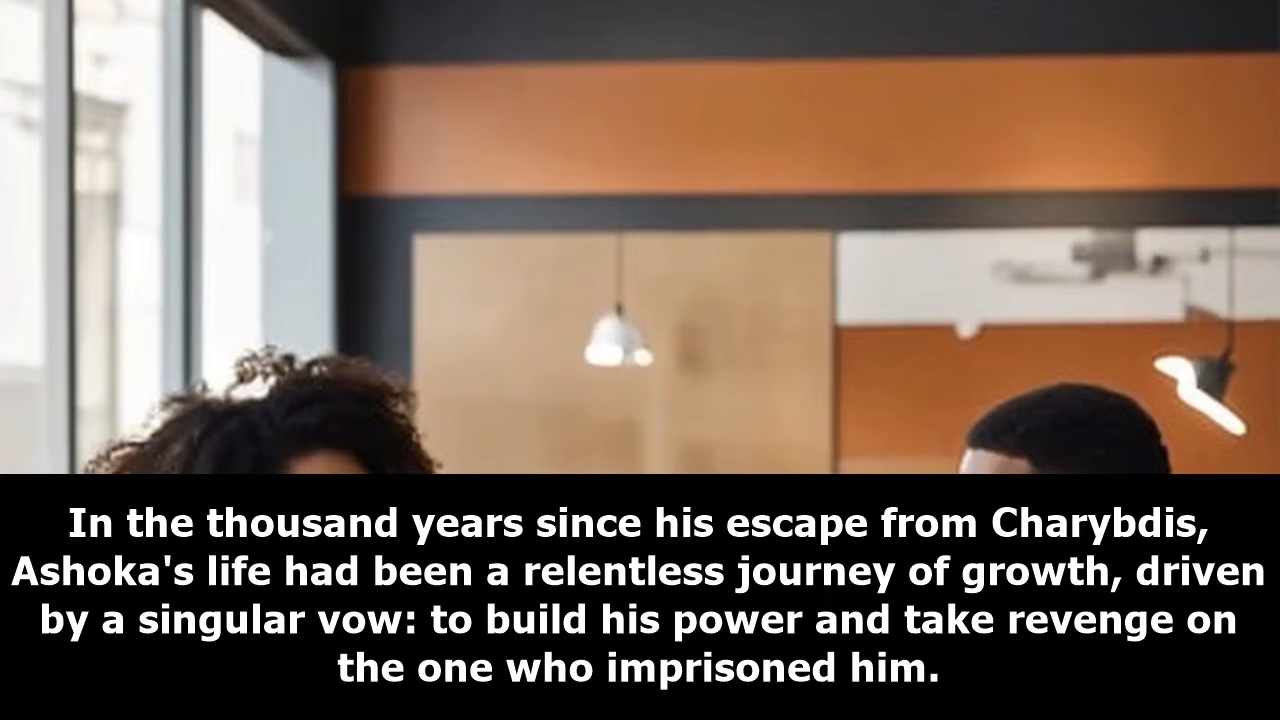 In the thousand years since his escape from Charybdis,
Ashoka's life had been a relentless journey of growth, driven
by a singular vow: to build his power and take revenge on
the one who imprisoned him.